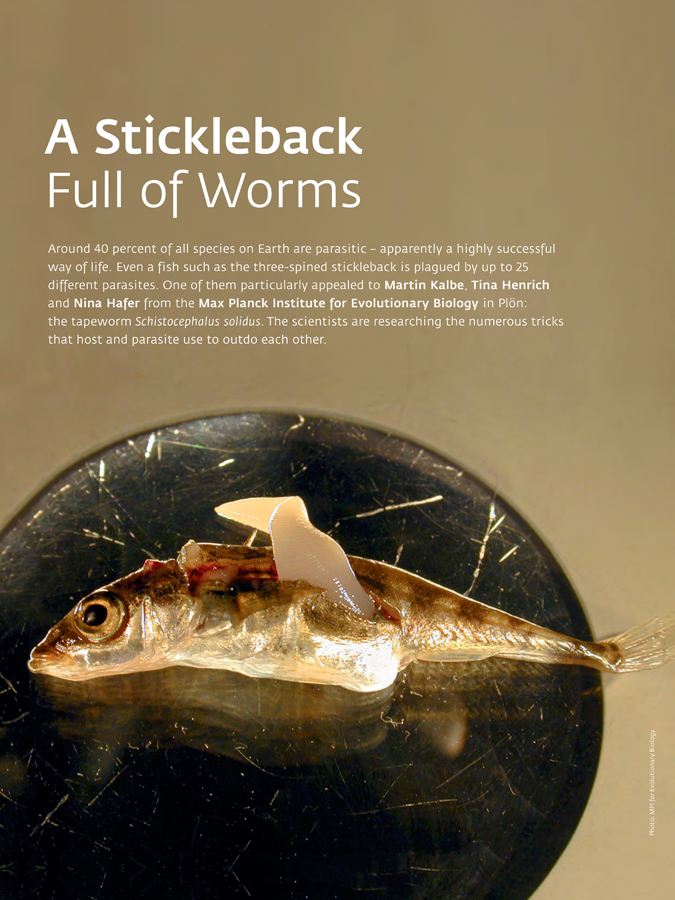 A Stickleback
Full of Worms
Around 40 percent of all species on Earth are parasitic – apparently a highly successful
way of life. Even a fish such as the three-spined stickleback is plagued by up to 25
different parasites. One of them particularly appealed to Martin Kalbe, Tina Henrich
and Nina Hafer from the Max Planck Institute for Evolutionary Biology in Plön:
the tapeworm Schistocephalus solidus. The scientists are researching the numerous tricks
that host and parasite use to outdo each other.
Photo: MPI for Evolutionary Biology